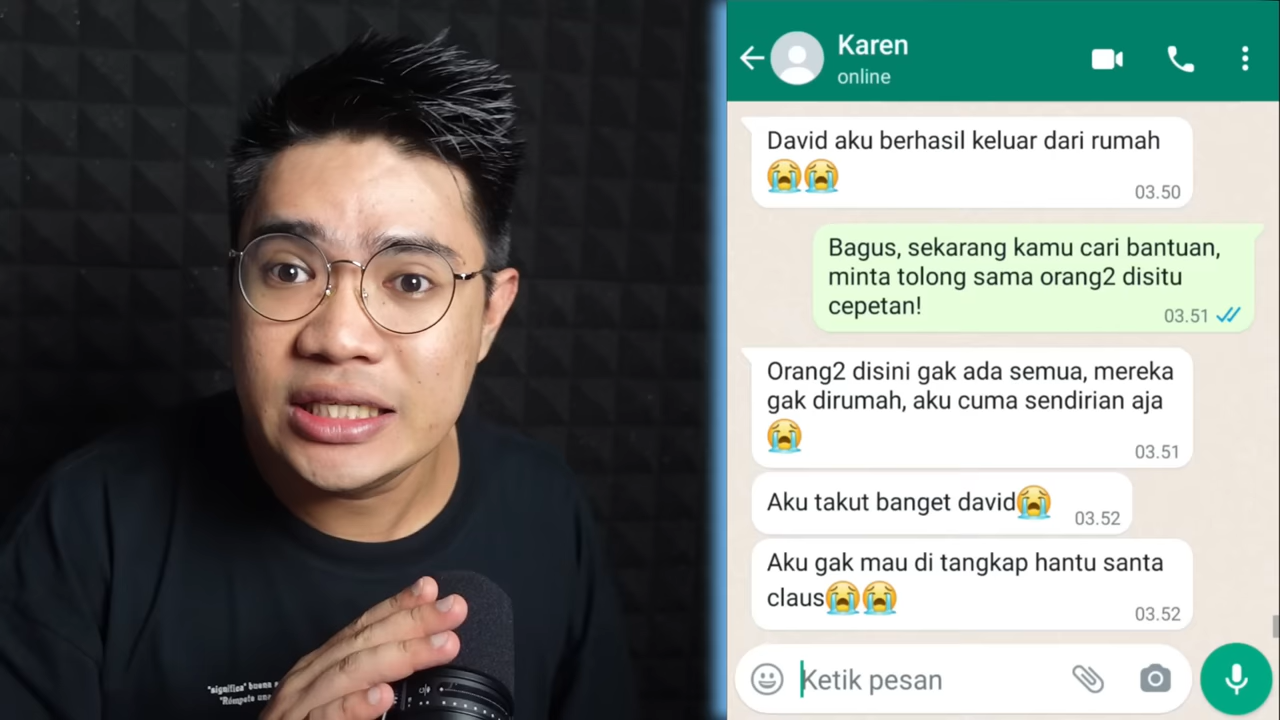 Karen
online
David aku berhasil keluar dari rumah
😭😭
03.50
Bagus, sekarang kamu cari bantuan,
minta tolong sama orang2 disitu
cepetan!
03.51
Orang2 disini gak ada semua, mereka
gak dirumah, aku cuma sendirian aja
😭
03.51
Aku takut banget david😭
03.52
Aku gak mau di tangkap hantu santa
claus😭😭
03.52
Ketik pesan